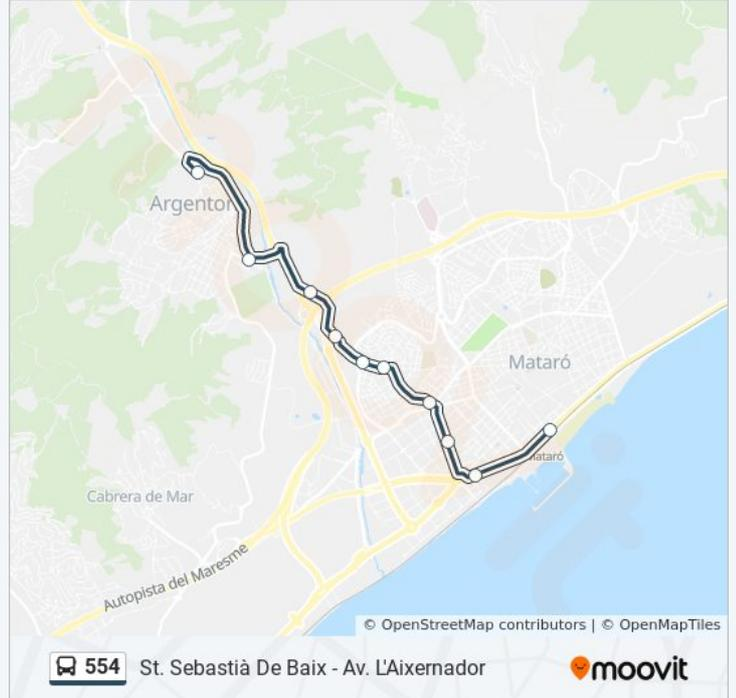 Argenton
Mataró
Mataró
Cabrera de Mar
Autopista del Maresme
© OpenStreetMap contributors | © OpenMapTiles
554 St. Sebastià De Baix - Av. L'Aixernador
moovit